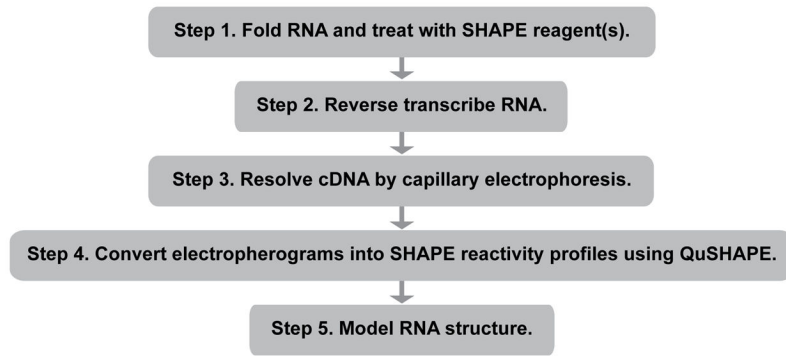 Step 1. Fold RNA and treat with SHAPE reagent(s).
Step 2. Reverse transcribe RNA.
Step 3. Resolve cDNA by capillary electrophoresis.
Step 4. Convert electropherograms into SHAPE reactivity profiles using QuSHAPE.
Step 5. Model RNA structure.